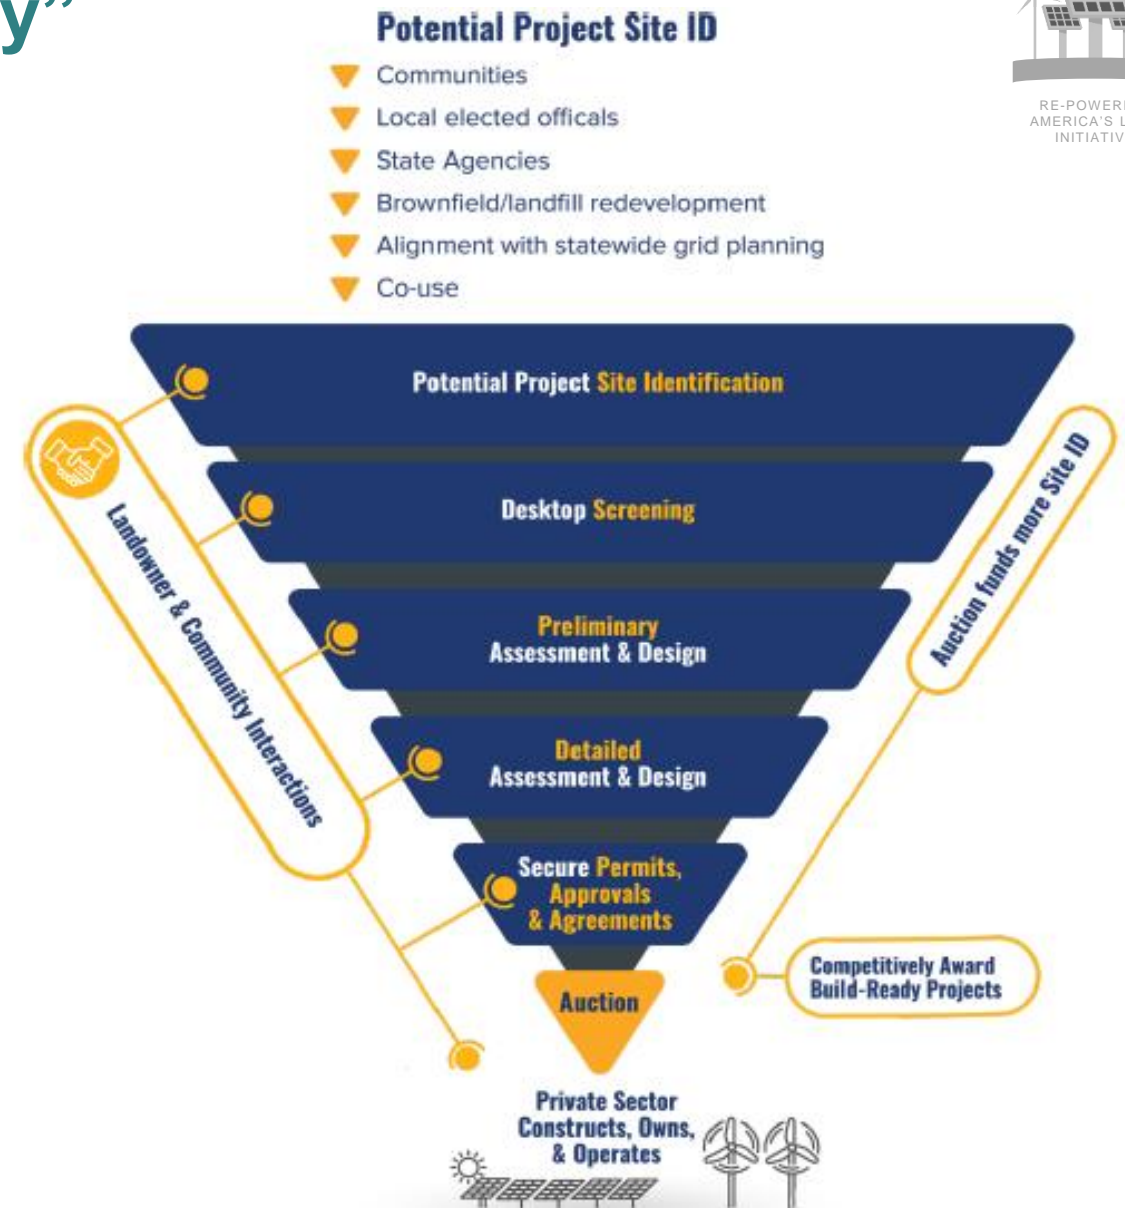 y”
Potential Project Site ID
Communities
Local elected officals
State Agencies
Brownfield/landfill redevelopment
Alignment with statewide grid planning
Co-use
RE-POWERI
AMERICA'S L
INITIATIV
Potential Project Site Identification
Desktop Screening
Preliminary
Assessment & Design
Detailed
Assessment & Design
Secure Permits,
Approvals
& Agreements
Auction
Landowner & Community Interactions
Auction funds more Site ID
Competitively Award
Build-Ready Projects
Private Sector
Constructs, Owns,
& Operates